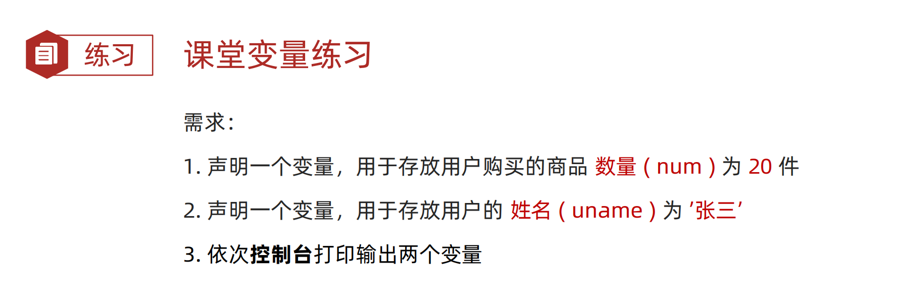 练习
课堂变量练习
需求：
1. 声明一个变量，用于存放用户购买的商品 数量 ( num ) 为 20 件
2. 声明一个变量，用于存放用户的 姓名 ( uname ) 为 ’张三’
3. 依次控制台打印输出两个变量